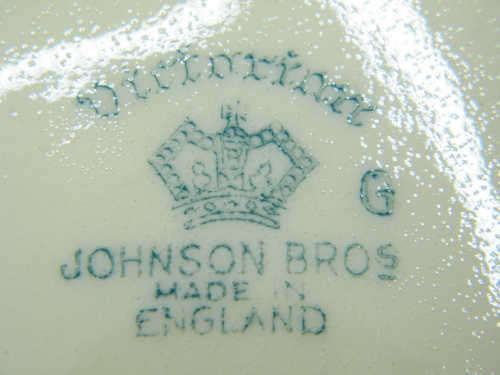 Victorian
G
JOHNSON BROS
MADE IN
ENGLAND